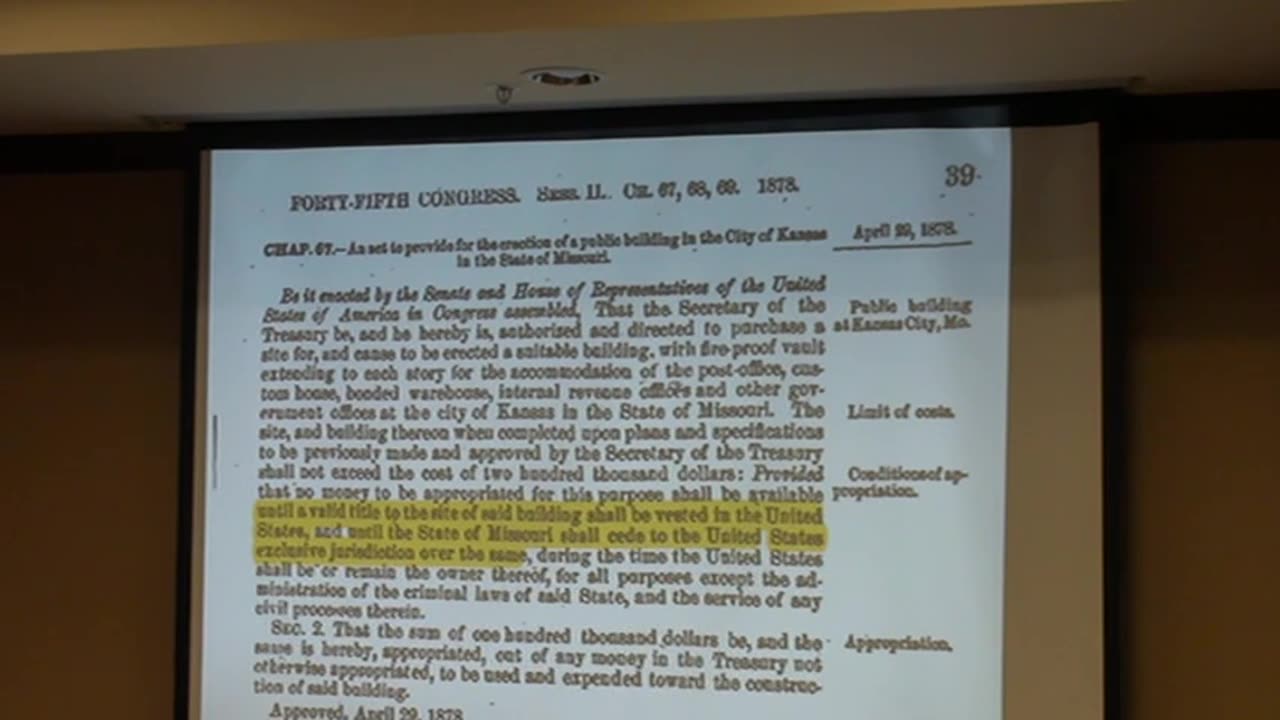 39
FORTY-FIFTH CONGRESS. SESS. II. CH. 67, 68, 69. 1878.
CHAP. 67.—An act to provide for the erection of a public building in the City of Kansas
in the State of Missouri.
April 29, 1878.
Be it enacted by the Senate and House of Representatives of the United
States of America in Congress assembled, That the Secretary of the
Treasury be, and he hereby is, authorised and directed to purchase a
site for, and cause to be erected a suitable building, with fire-proof vault
extending to each story for the accommodation of the post-office, cus-
tom house, bonded warehouse, internal revenue offices and other gov-
ernment offices at the city of Kansas in the State of Missouri. The
site, and building thereon when completed upon plans and specifications
to be previously made and approved by the Secretary of the Treasury
shall not exceed the cost of two hundred thousand dollars: Provided
that no money to be appropriated for this purpose shall be available
until a valid title to the site of said building shall be vested in the United
States, and until the State of Missouri shall cede to the United States
exclusive jurisdiction over the same, during the time the United States
shall be or remain the owner thereof, for all purposes except the ad-
ministration of the criminal laws of said State, and the service of any
civil processes therein.
SEC. 2. That the sum of one hundred thousand dollars be, and the
same is hereby, appropriated, out of any money in the Treasury not
otherwise appropriated, to be used and expended toward the construc-
tion of said building.
Approved, April 29, 1878
Public building
at Kansas City, Mo.
Limit of costs.
Conditions of ap-
propriation.
Appropriation.